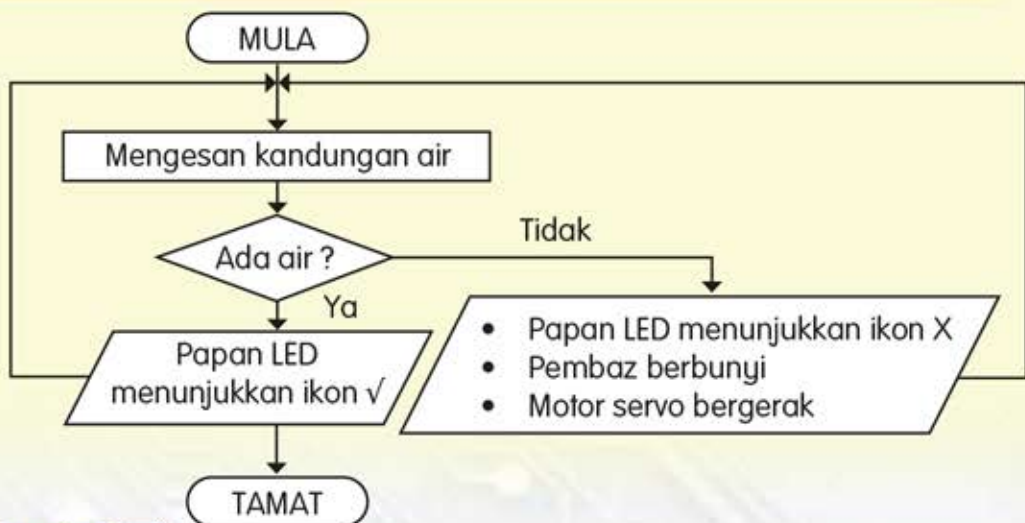 MULA
Mengesan kandungan air
Ada air ?
Tidak
Ya
Papan LED
menunjukkan ikon √
• Papan LED menunjukkan ikon X
• Pembaz berbunyi
• Motor servo bergerak
TAMAT